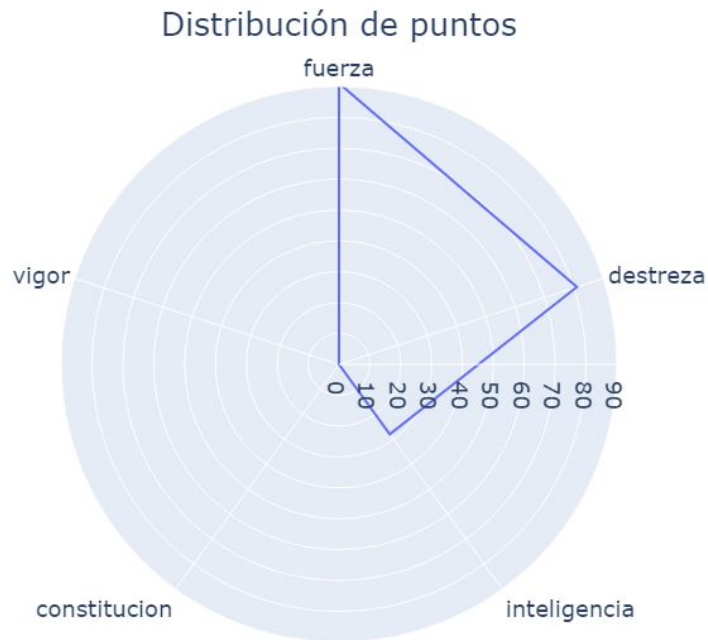 Distribución de puntos
fuerza
vigor
destreza
0 10 20 30 40 50 60 70 80 90
constitucion
inteligencia